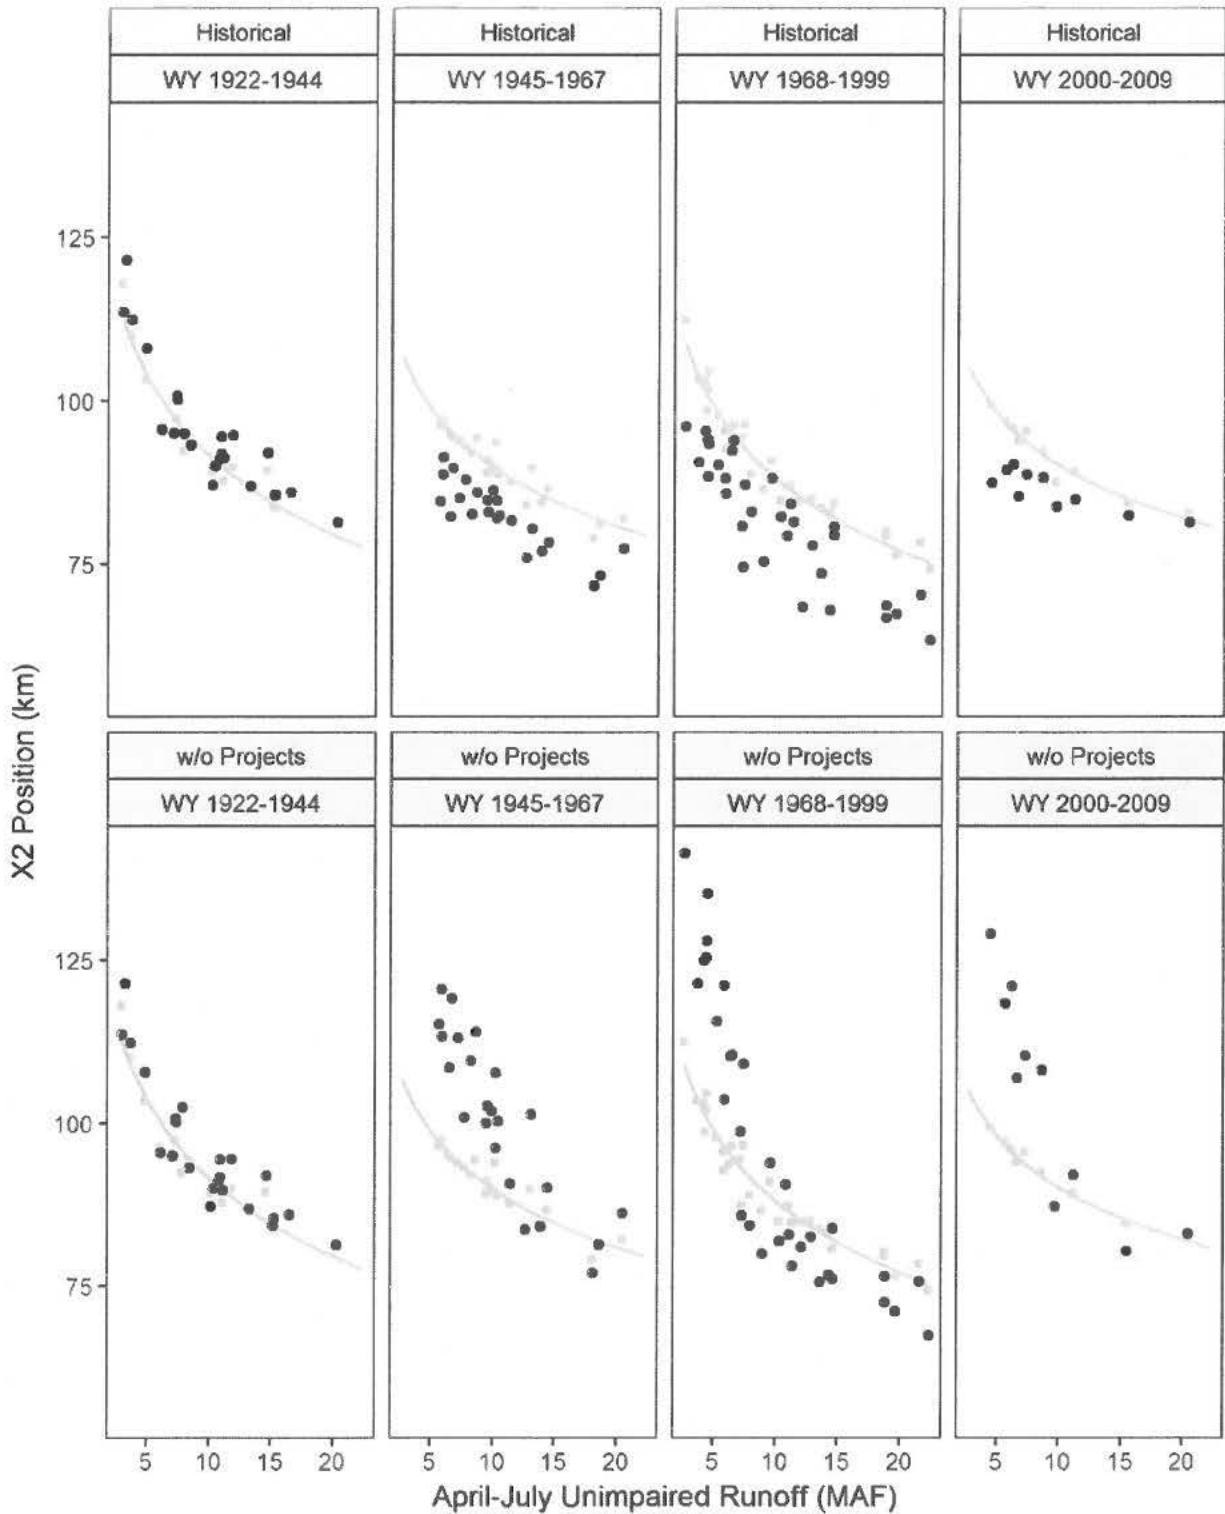 Historical Historical Historical Historical
WY 1922-1944 WY 1945-1967 WY 1968-1999 WY 2000-2009
125
100
75
X2 Position (km)
w/o Projects w/o Projects w/o Projects w/o Projects
WY 1922-1944 WY 1945-1967 WY 1968-1999 WY 2000-2009
125
100
75
5 10 15 20 5 10 15 20 5 10 15 20 5 10 15 20
April-July Unimpaired Runoff (MAF)